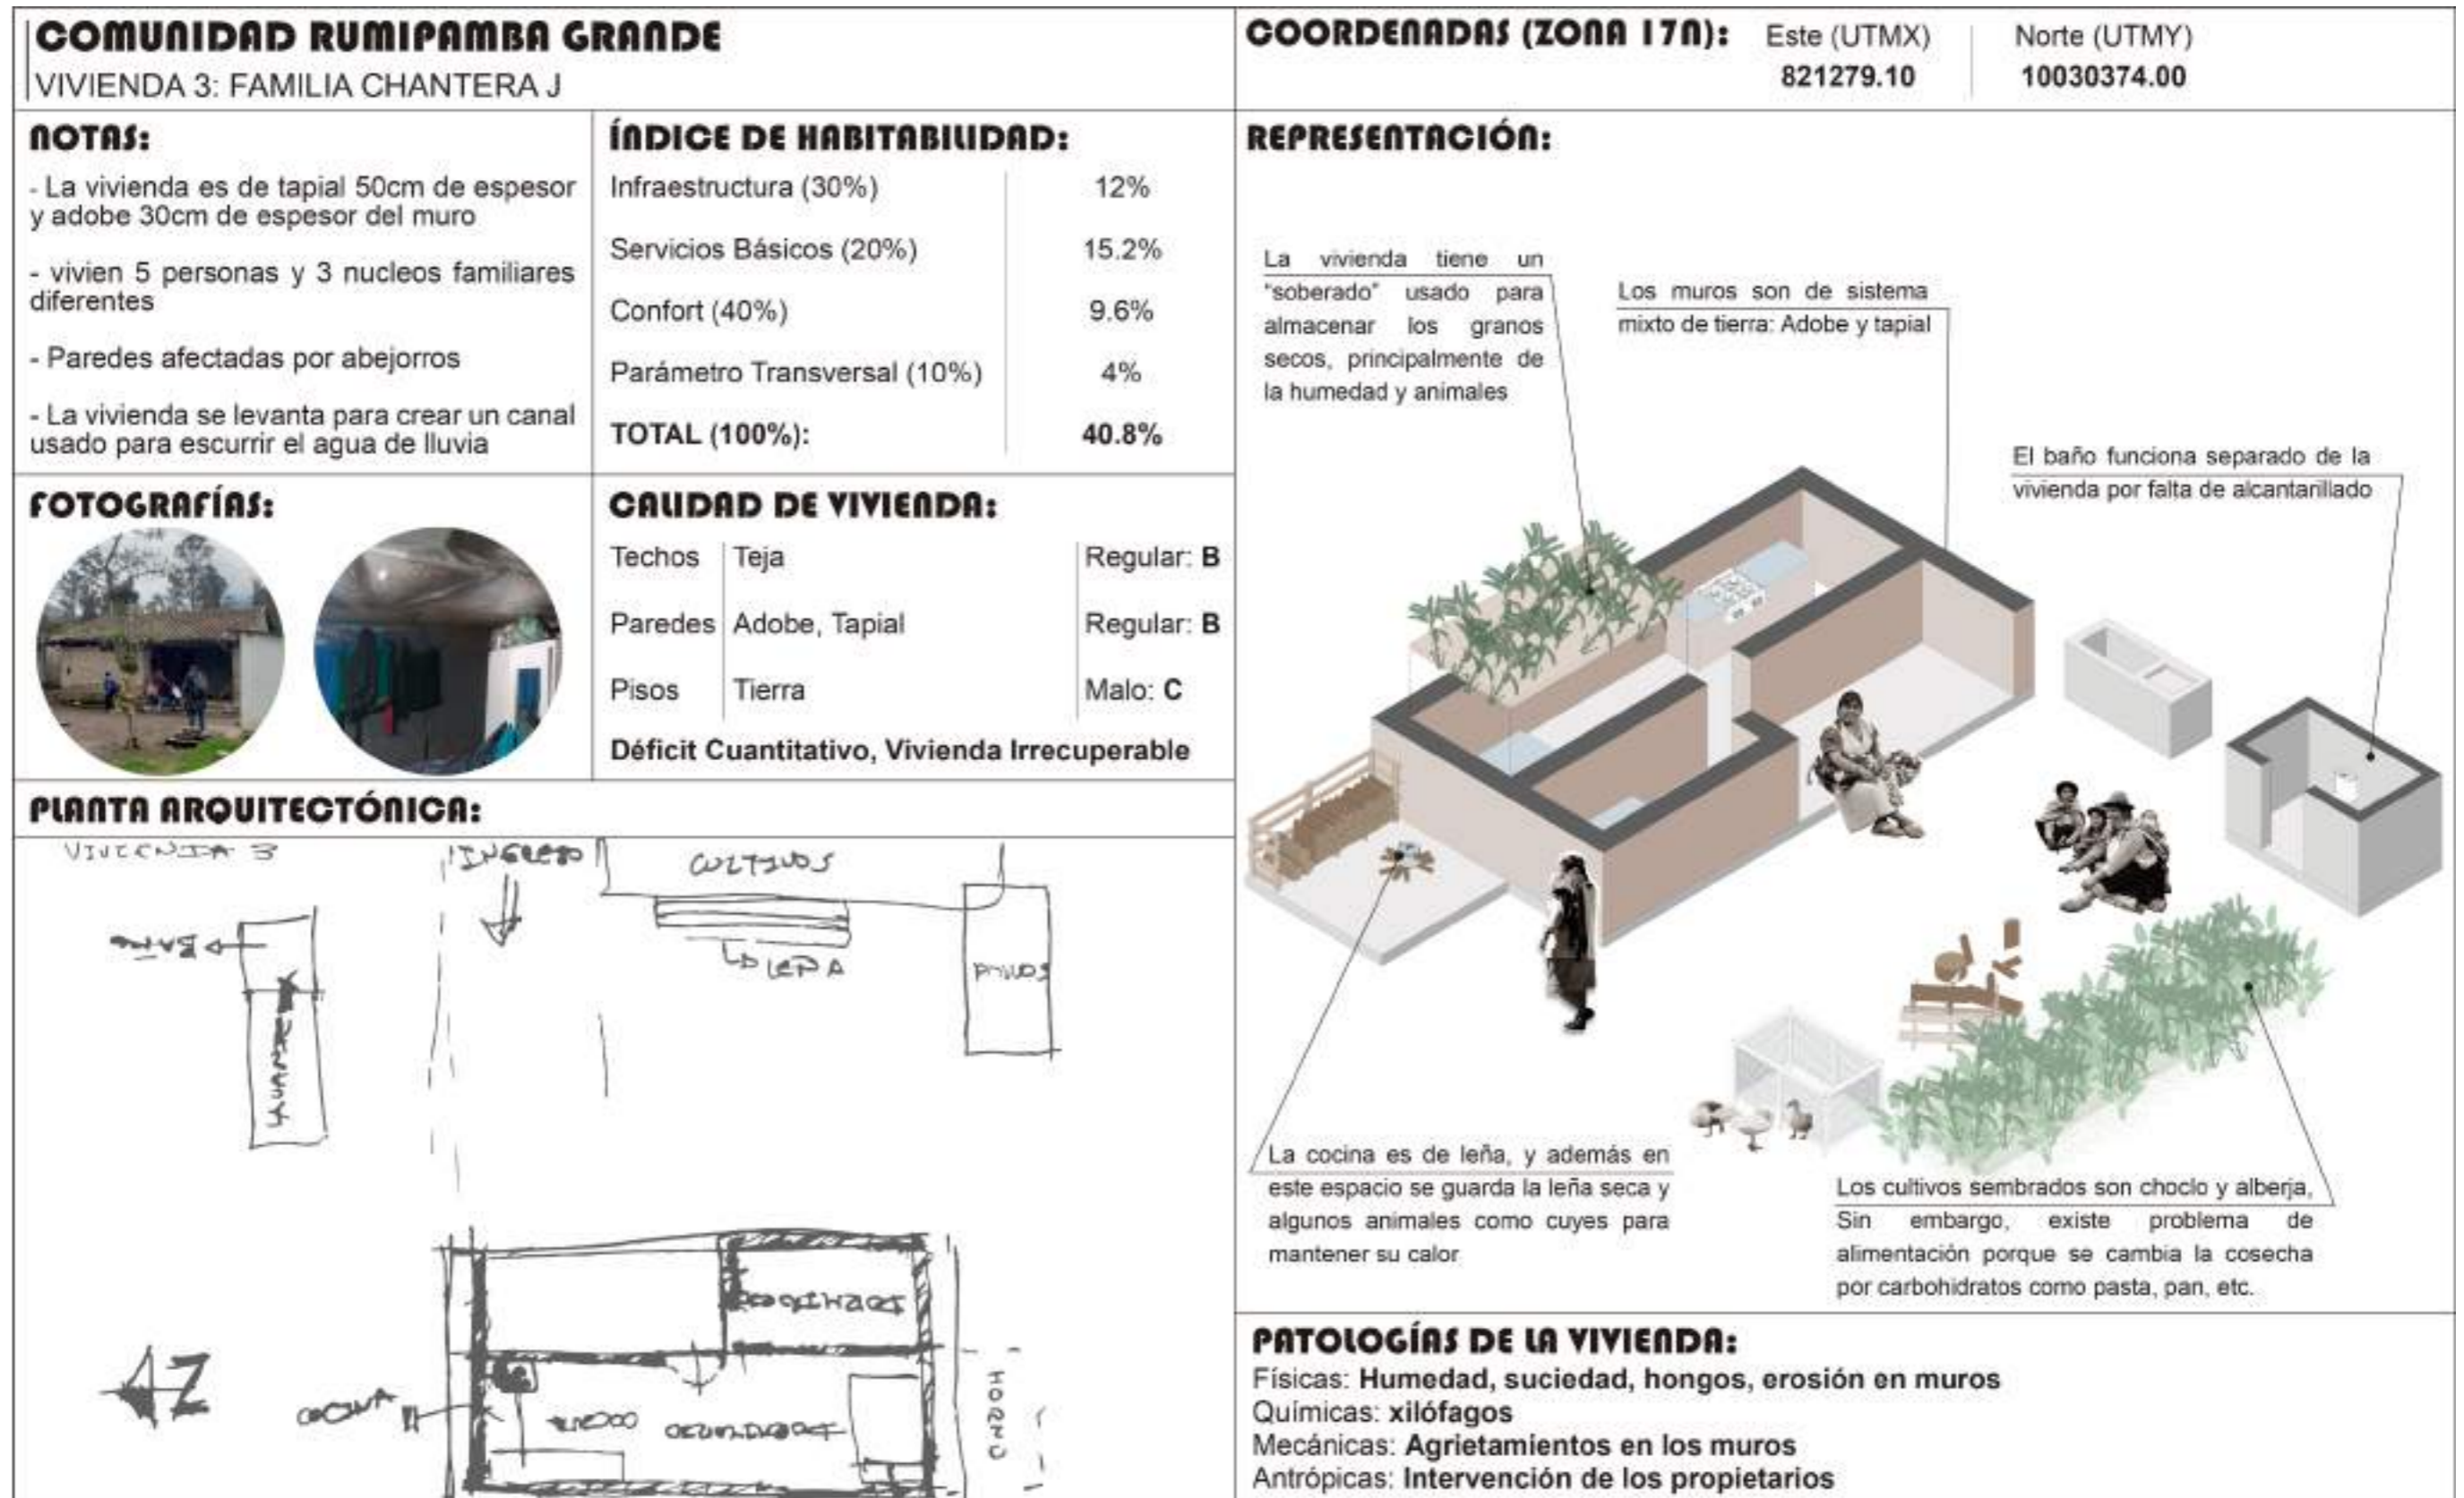 COMUNIDAD RUMIPAMBA GRANDE
VIVIENDA 3: FAMILIA CHANTERA J
COORDENADAS (ZONA 17N):
Este (UTMX)
821279.10
Norte (UTMY)
10030374.00
NOTAS:
- La vivienda es de tapial 50cm de espesor
y adobe 30cm de espesor del muro
- vivien 5 personas y 3 nucleos familiares
diferentes
- Paredes afectadas por abejorros
- La vivienda se levanta para crear un canal
usado para escurrir el agua de lluvia
ÍNDICE DE HABITABILIDAD:
Infraestructura (30%) 12%
Servicios Básicos (20%) 15.2%
Confort (40%) 9.6%
Parámetro Transversal (10%) 4%
TOTAL (100%): 40.8%
FOTOGRAFÍAS:
CALIDAD DE VIVIENDA:
Techos Teja Regular: B
Paredes Adobe, Tapial Regular: B
Pisos Tierra Malo: C
Déficit Cuantitativo, Vivienda Irrecuperable
PLANTA ARQUITECTÓNICA:
VIVIENDA 3
INGRESO
CULTIVOS
BAÑO
LEÑA
LAVANDERIA
DORMITORIO
COCINA
HORNO
N
REPRESENTACIÓN:
La vivienda tiene un
"soberado" usado para
almacenar los granos
secos, principalmente de
la humedad y animales
Los muros son de sistema
mixto de tierra: Adobe y tapial
El baño funciona separado de la
vivienda por falta de alcantarillado
La cocina es de leña, y además en
este espacio se guarda la leña seca y
algunos animales como cuyes para
mantener su calor
Los cultivos sembrados son choclo y alberja,
Sin embargo, existe problema de
alimentación porque se cambia la cosecha
por carbohidratos como pasta, pan, etc.
PATOLOGÍAS DE LA VIVIENDA:
Físicas: Humedad, suciedad, hongos, erosión en muros
Químicas: xilófagos
Mecánicas: Agrietamientos en los muros
Antrópicas: Intervención de los propietarios